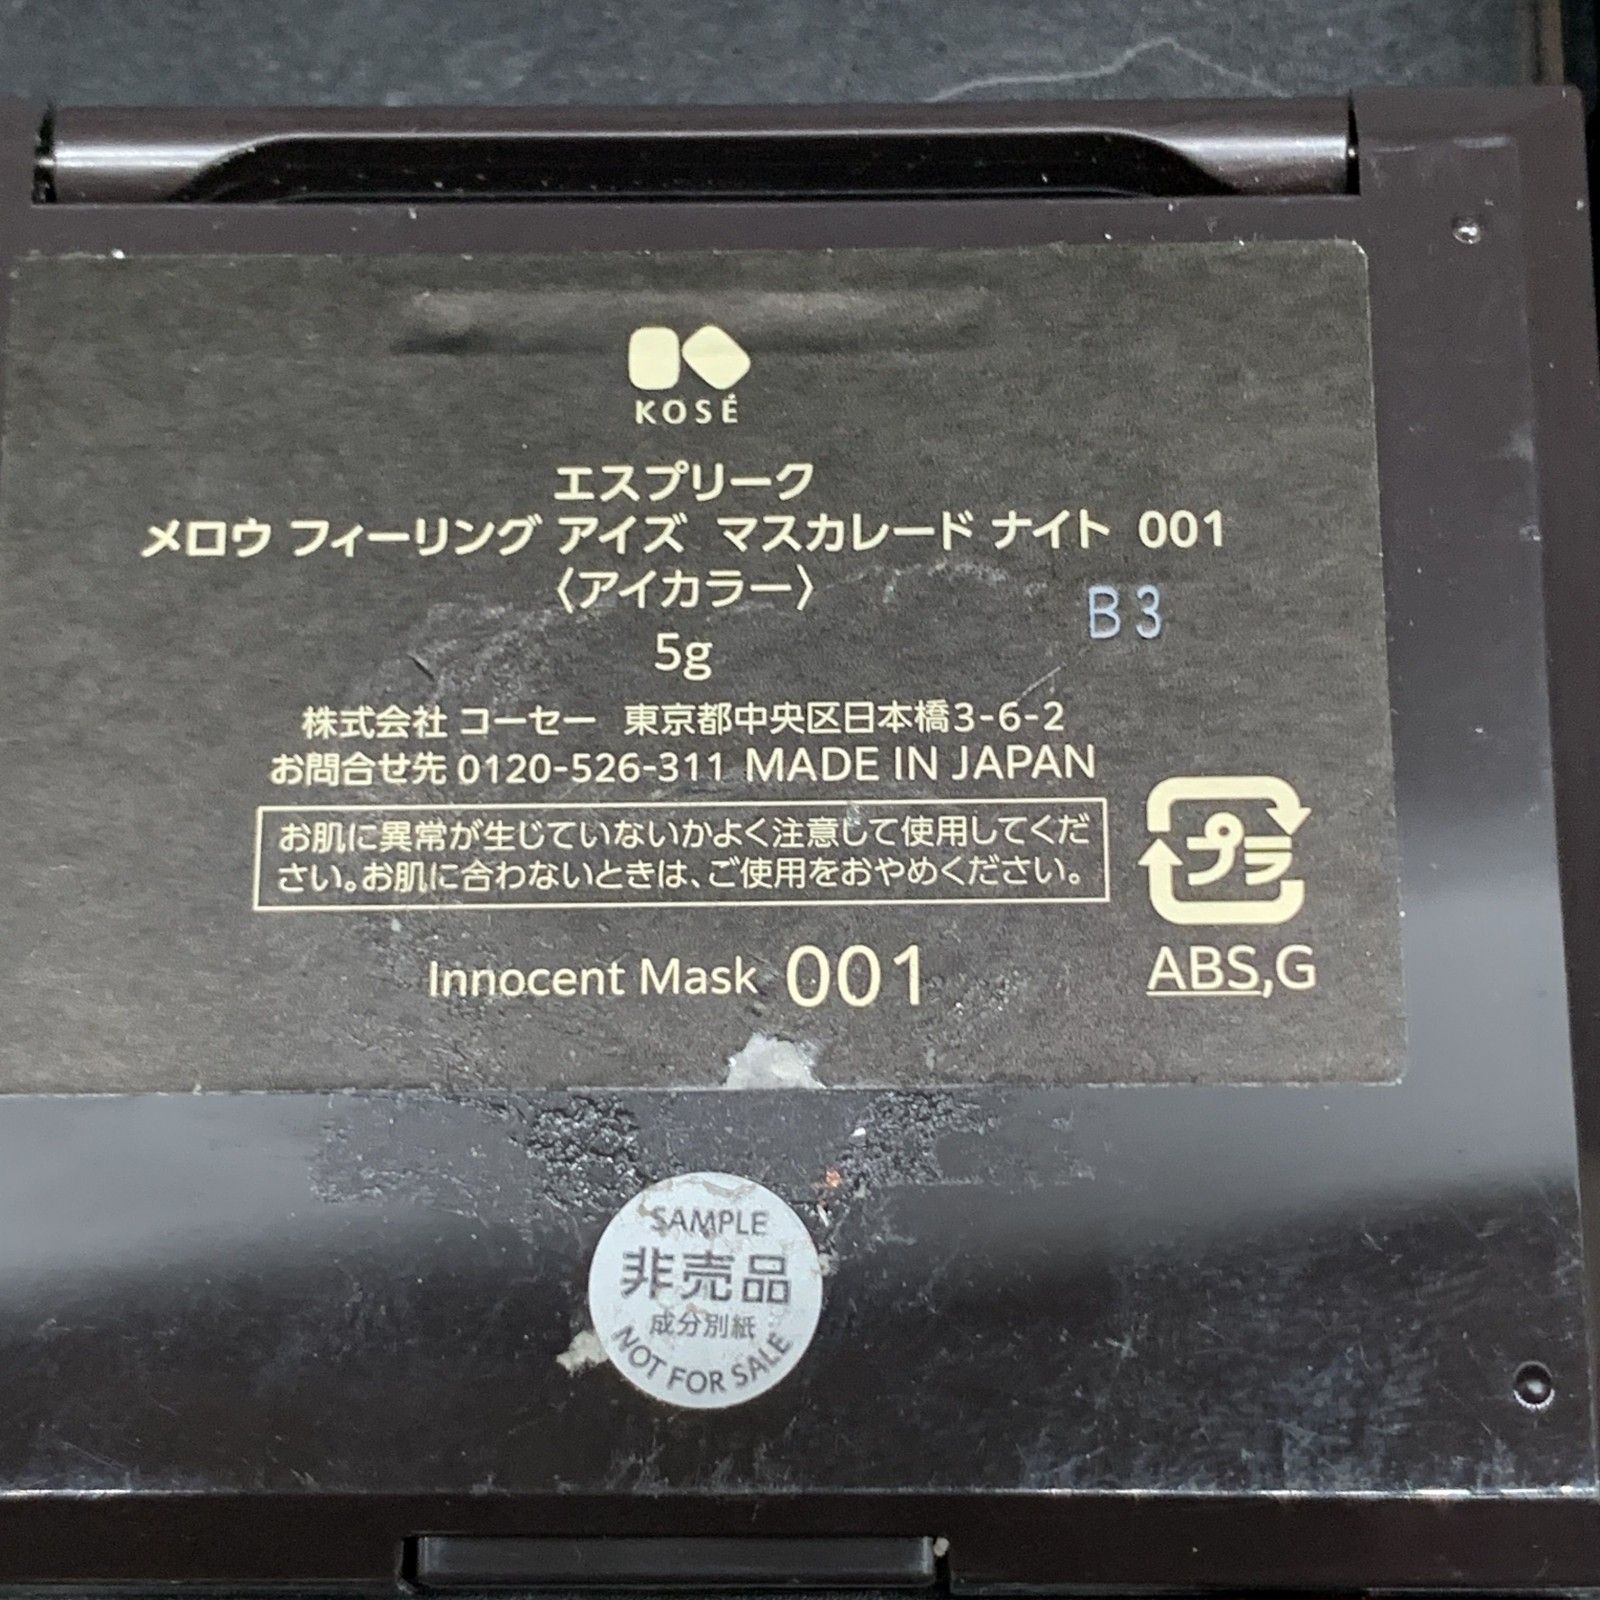 KOSÉ
エスプリーク
メロウ フィーリング アイズ マスカレード ナイト 001
〈アイカラー〉
B3
5g
株式会社 コーセー 東京都中央区日本橋3-6-2
お問合せ先 0120-526-311 MADE IN JAPAN
お肌に異常が生じていないかよく注意して使用してくだ
さい。お肌に合わないときは、ご使用をおやめください。
プラ
ABS,G
Innocent Mask 001
SAMPLE
非売品
成分別紙
NOT FOR SALE